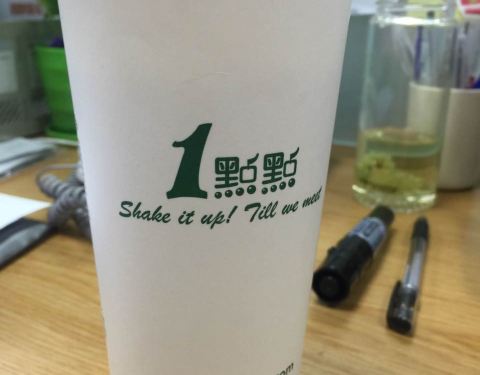 1點點
Shake it up! Till we meet